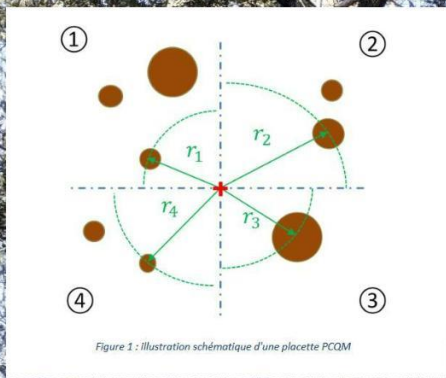 ① ②
r₁ r₂
r₄ r₃
④ ③
Figure 1 : Illustration schématique d'une placette PCQM